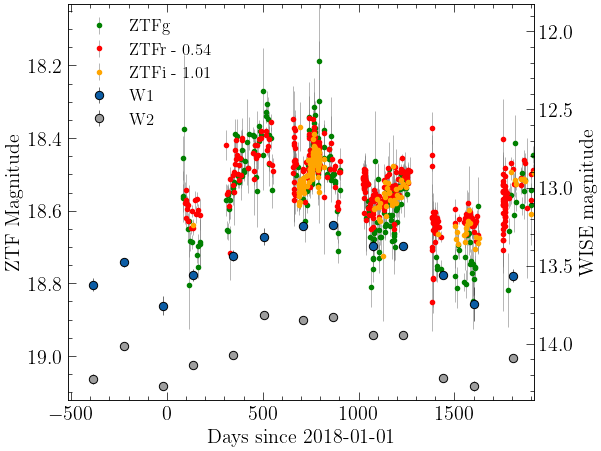 ZTFg
ZTFr - 0.54
ZTFi - 1.01
W1
W2
18.2
18.4
18.6
18.8
19.0
ZTF Magnitude
12.0
12.5
13.0
13.5
14.0
WISE magnitude
-500
0
500
1000
1500
Days since 2018-01-01